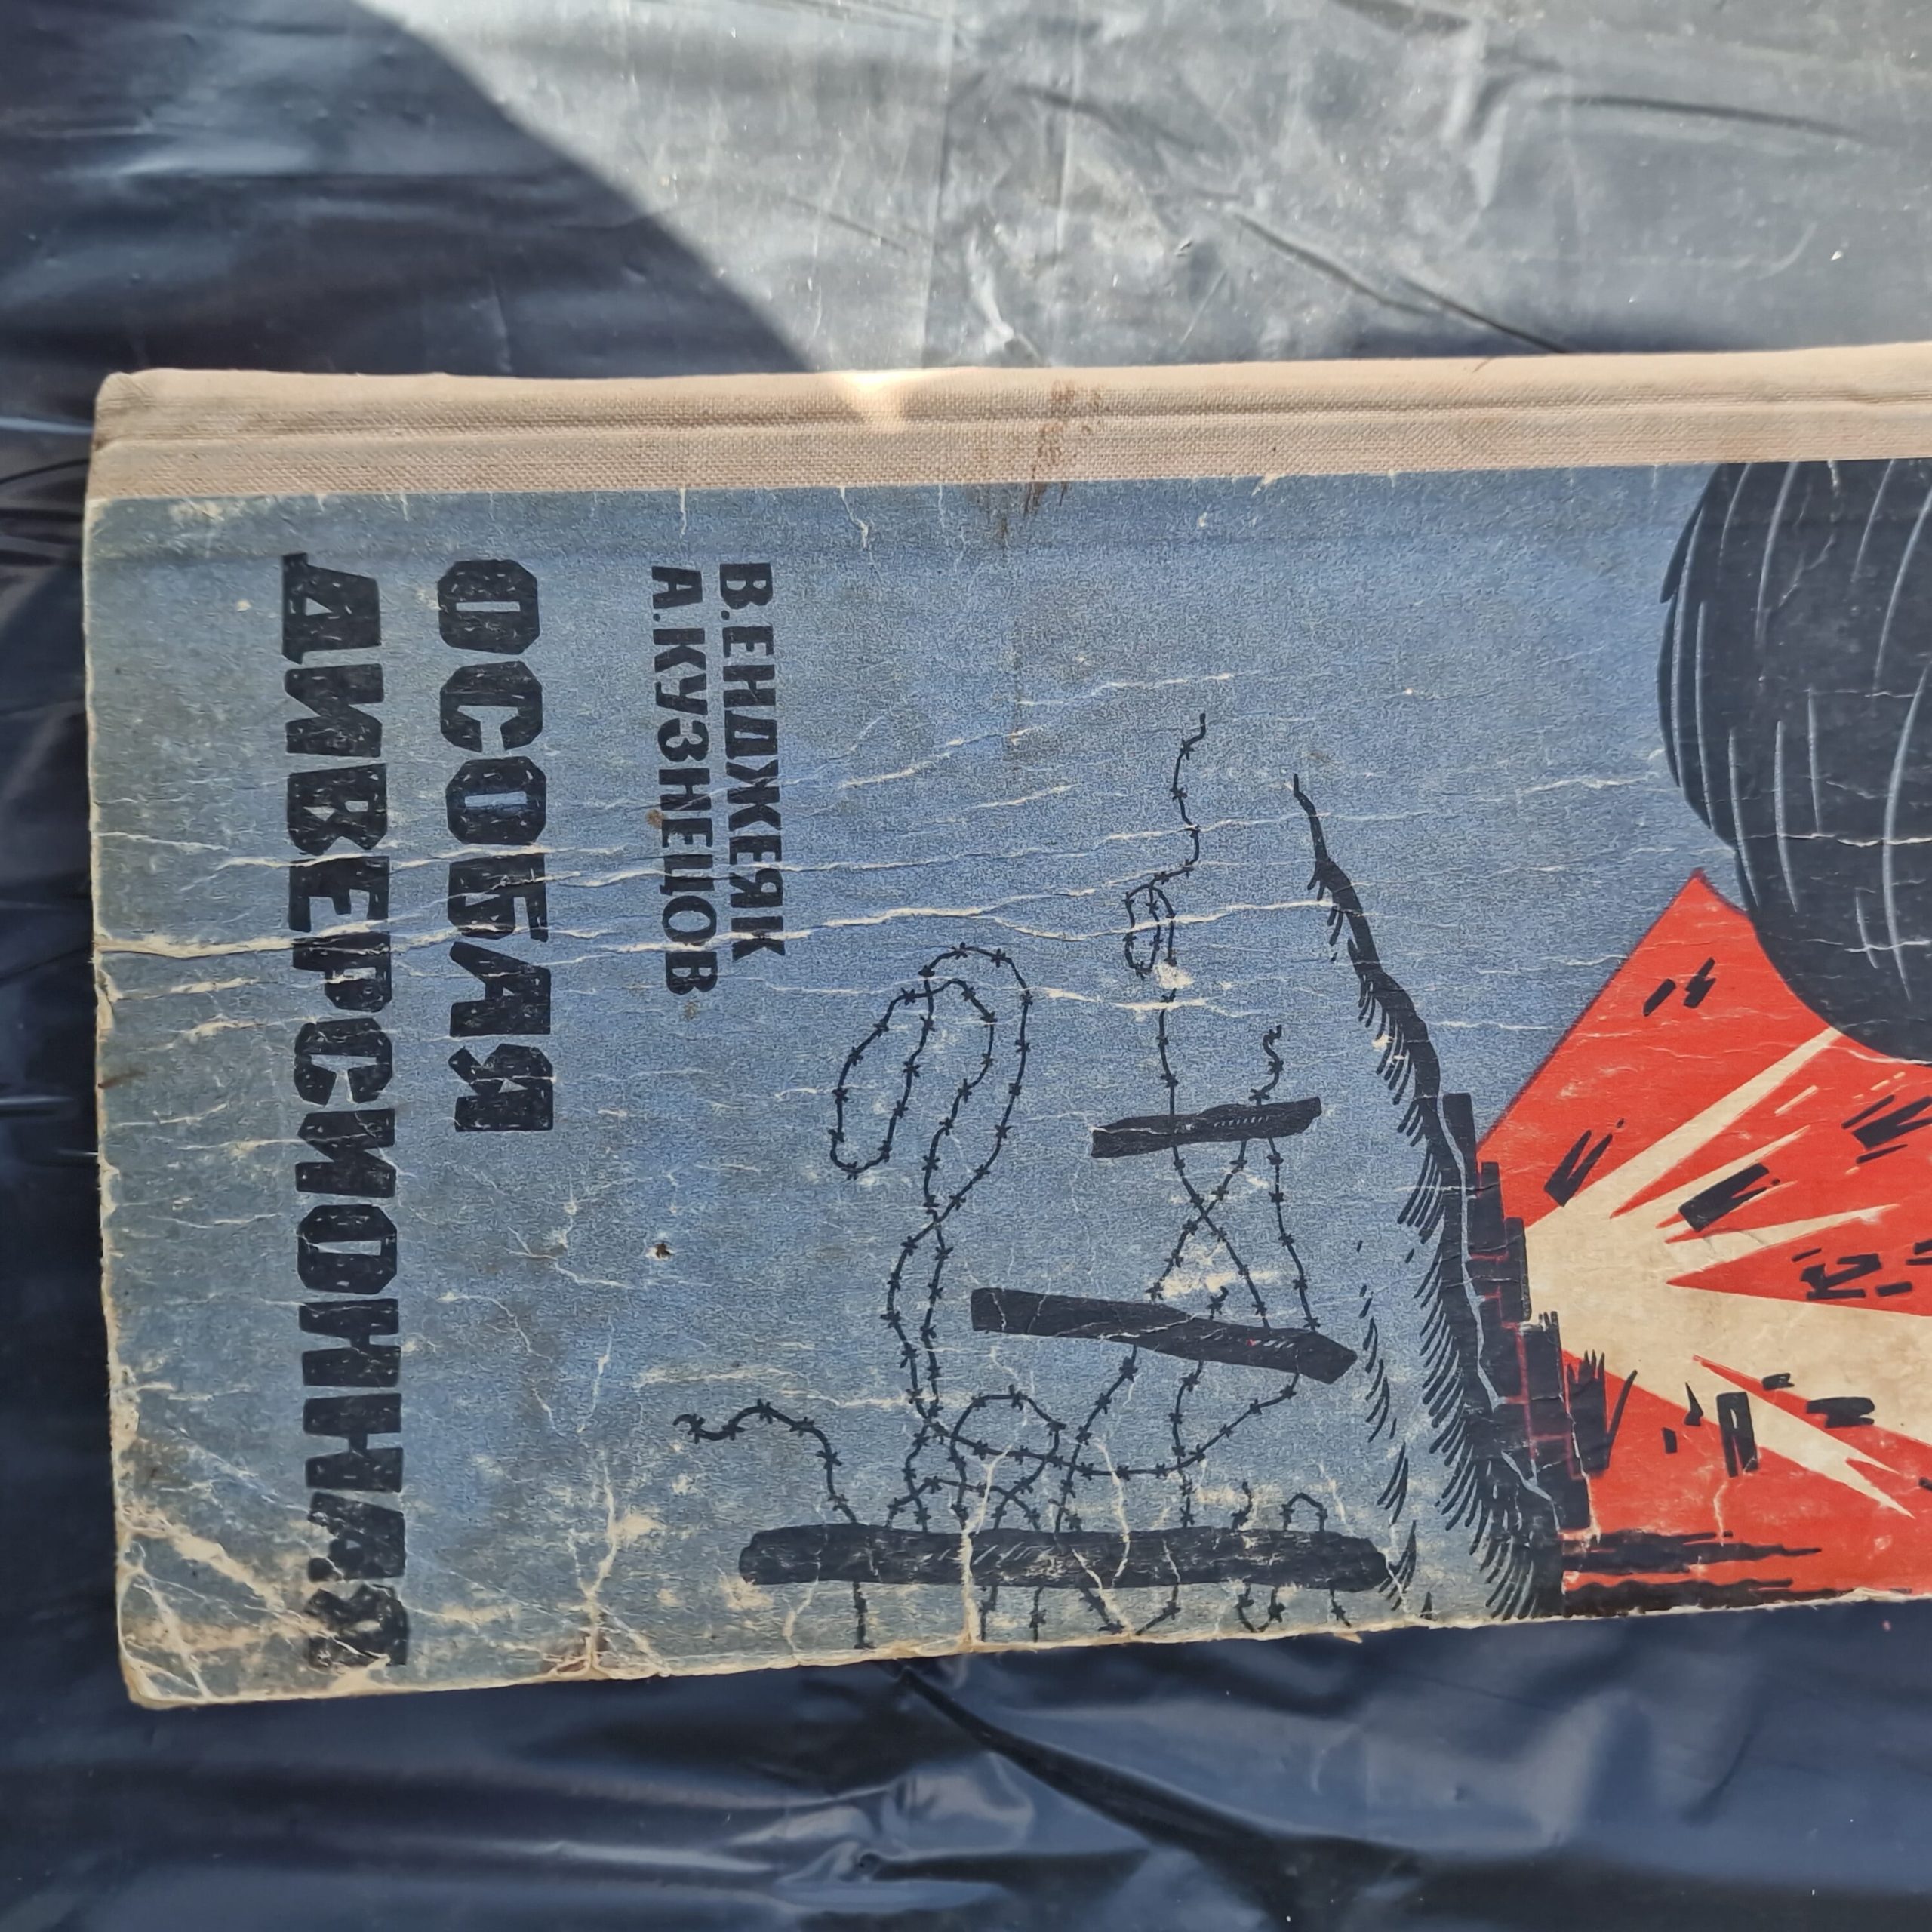 В. ЕНДЖЕЯК
А. КУЗНЕЦОВ
ОСОБАЯ
ДИВЕРСИОННАЯ